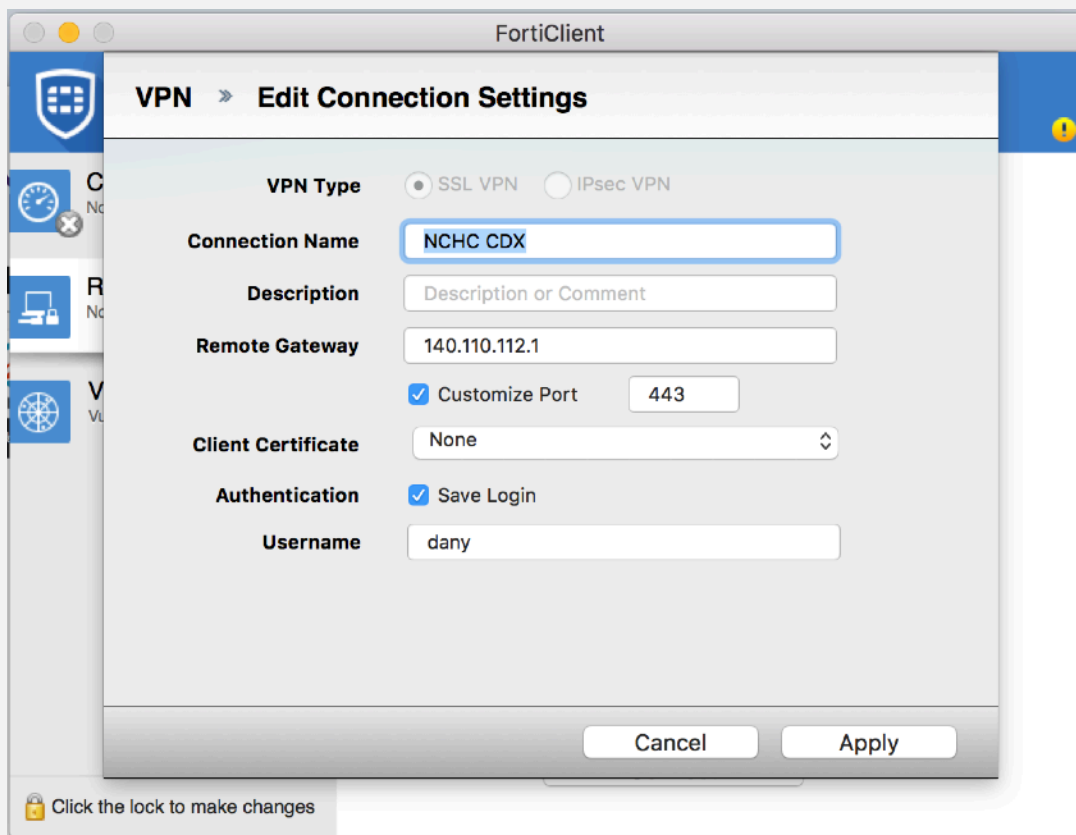 FortiClient
VPN » Edit Connection Settings
VPN Type SSL VPN IPsec VPN
Connection Name NCHC CDX
Description Description or Comment
Remote Gateway 140.110.112.1
Customize Port 443
Client Certificate None
Authentication Save Login
Username dany
Cancel Apply
Click the lock to make changes